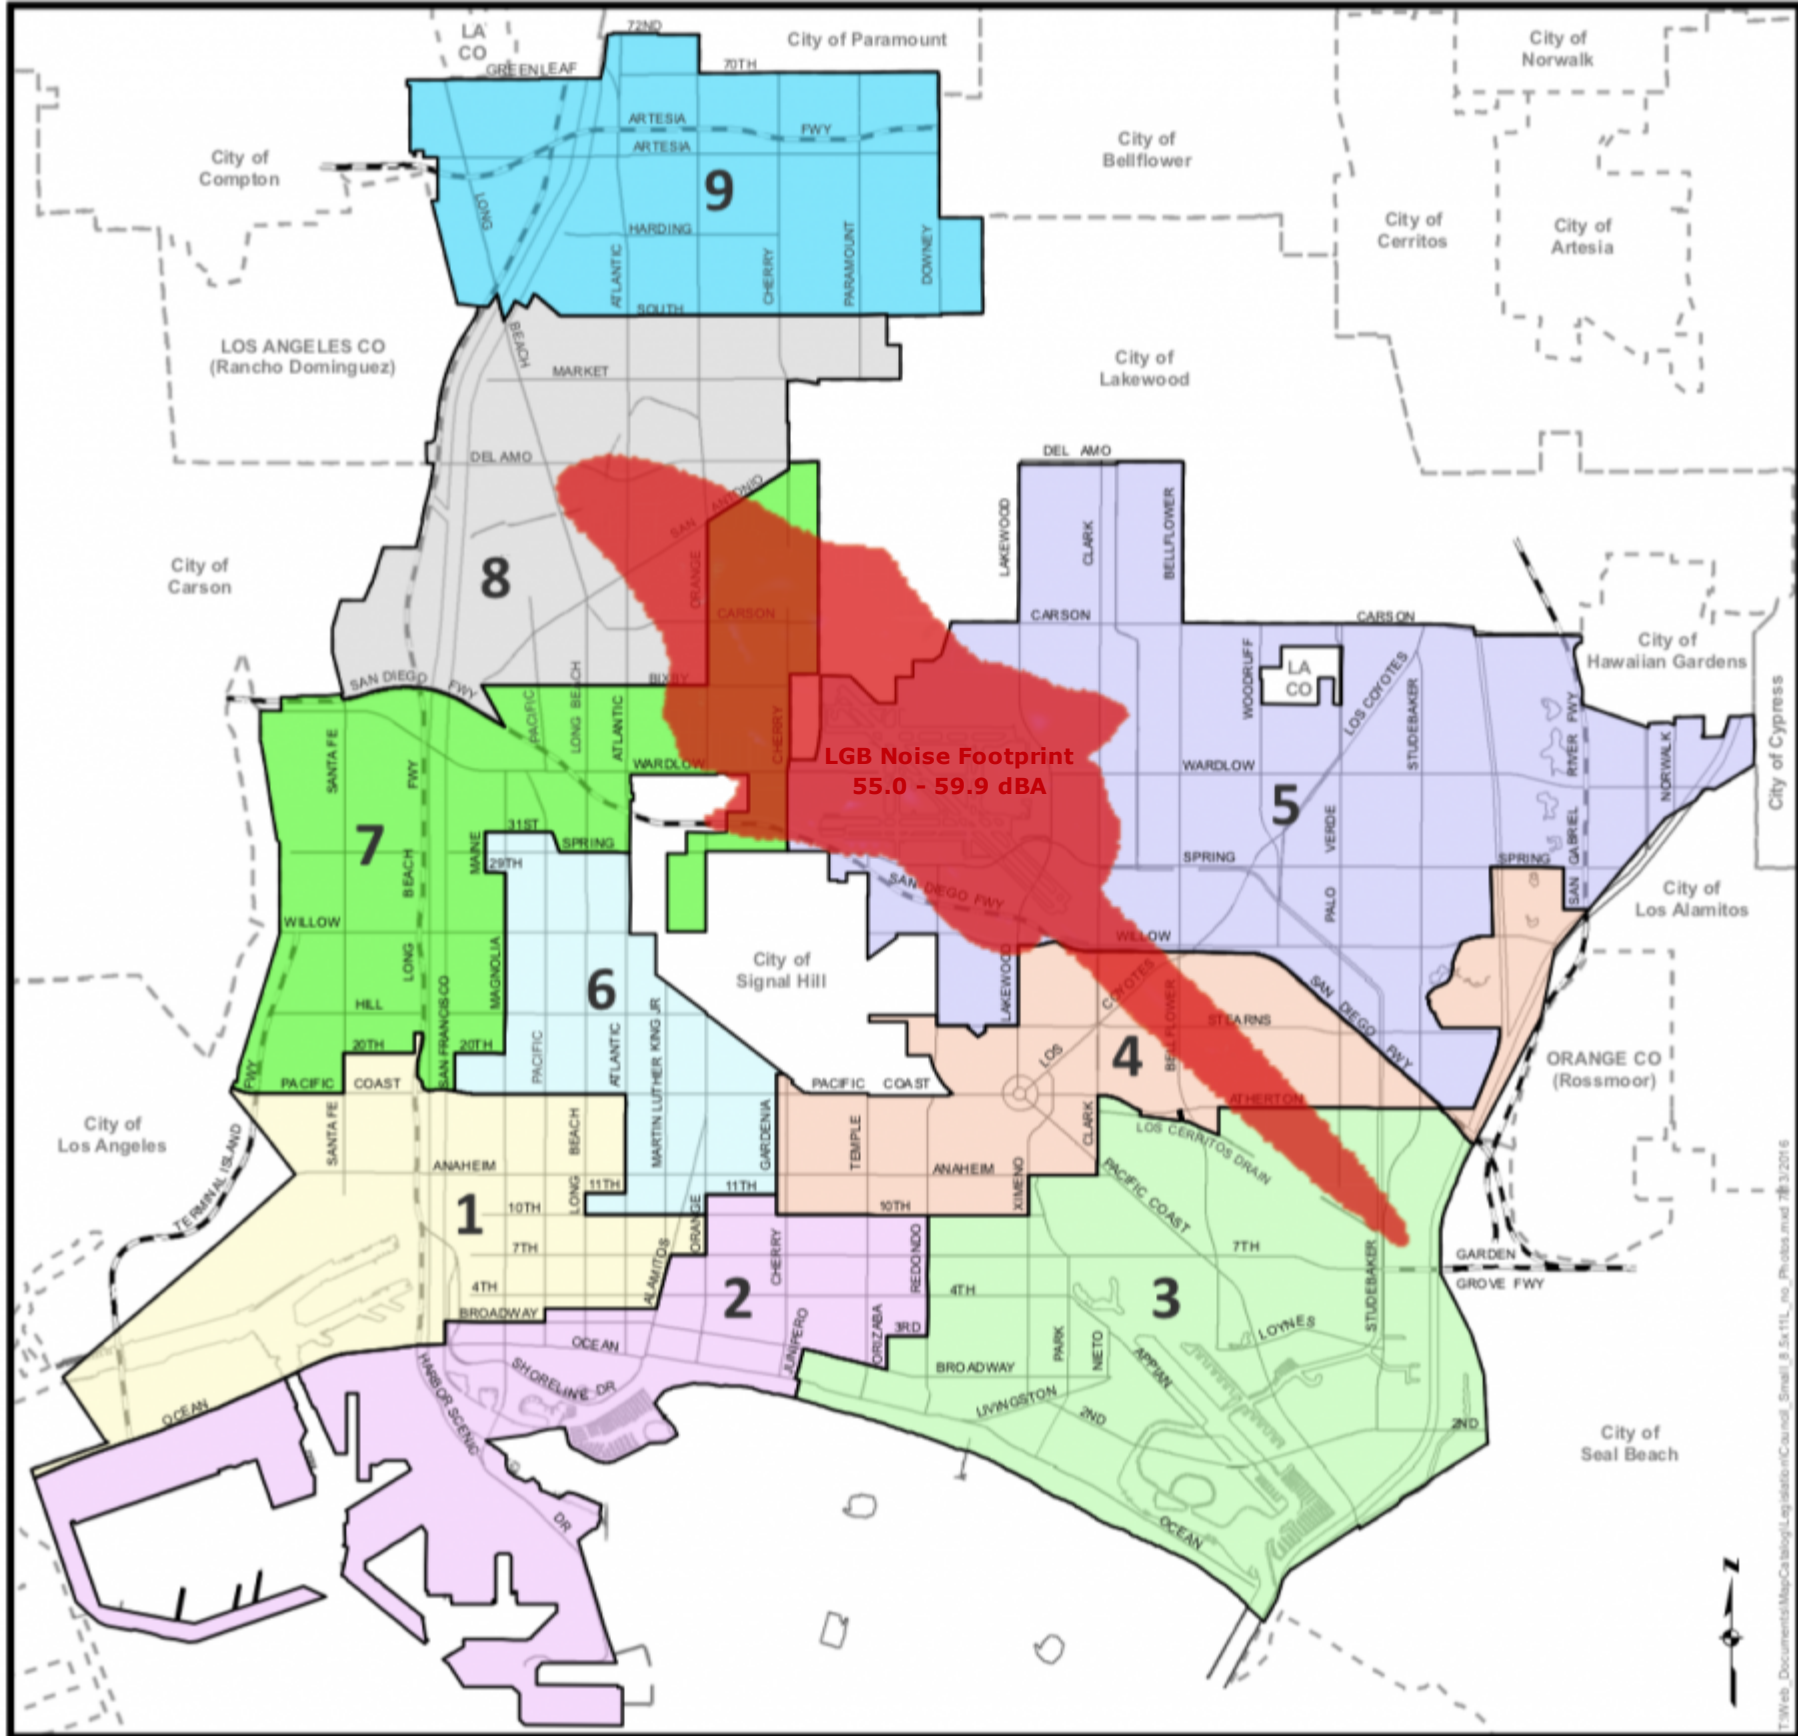 72ND
LA
CO
City of Paramount
City of
Norwalk
GREENLEAF
70TH
ARTESIA
FWY
ARTESIA
City of
Bellflower
City of
Compton
9
LONG
HARDING
ATLANTIC
CHERRY
PARAMOUNT
DOWNEY
City of
Cerritos
City of
Artesia
SOUTH
BEACH
LOS ANGELES CO
(Rancho Dominguez)
MARKET
City of
Lakewood
DEL AMO
DEL AMO
SAN ANTONIO
LAKEWOOD
CLARK
BELLFLOWER
City of
Carson
8
ORANGE
CARSON
CARSON
CARSON
City of
Hawaiian Gardens
LA
CO
WOODRUFF
LOS COYOTES
STUDEBAKER
SAN DIEGO FWY
BIXBY
PACIFIC
LONG BEACH
ATLANTIC
CHERRY
City of Cypress
SANTA FE
FWY
WARDLOW
LGB Noise Footprint
55.0 - 59.9 dBA
WARDLOW
5
SAN GABRIEL RIVER FWY
NORWALK
7
31ST
SPRING
MAINE
29TH
PALO VERDE
SPRING
SPRING
SAN DIEGO FWY
LONG BEACH
WILLOW
WILLOW
City of
Los Alamitos
MAGNOLIA
6
City of
Signal Hill
LAKEWOOD
COYOTES
LOS
BELLFLOWER
SAN DIEGO FWY
HILL
SAN FRANCISCO
STEARNS
20TH
20TH
PACIFIC
ATLANTIC
MARTIN LUTHER KING JR
4
ORANGE CO
(Rossmoor)
FWY
PACIFIC COAST
PACIFIC COAST
ATHERTON
City of
Los Angeles
SANTA FE
BEACH
LONG
GARDENIA
TEMPLE
CLARK
LOS CERRITOS DRAIN
TERMINAL ISLAND
ANAHEIM
ANAHEIM
XIMENO
PACIFIC COAST
11TH
11TH
1
10TH
10TH
ORANGE
7TH
7TH
ALAMITOS
CHERRY
REDONDO
STUDEBAKER
GARDEN
GROVE FWY
4TH
4TH
2
3
BROADWAY
3RD
OCEAN
JUNIPERO
ORIZABA
PARK
NIETO
LOYNES
HARBOR SCENIC
DR
SHORELINE DR
BROADWAY
APPIAN
LIVINGSTON
2ND
2ND
OCEAN
City of
Seal Beach
OCEAN
Z
T:\Web_Documents\MapCatalog\Legislation\Council_Small_8.5x11L_no_Photos.mxd 7/13/2016